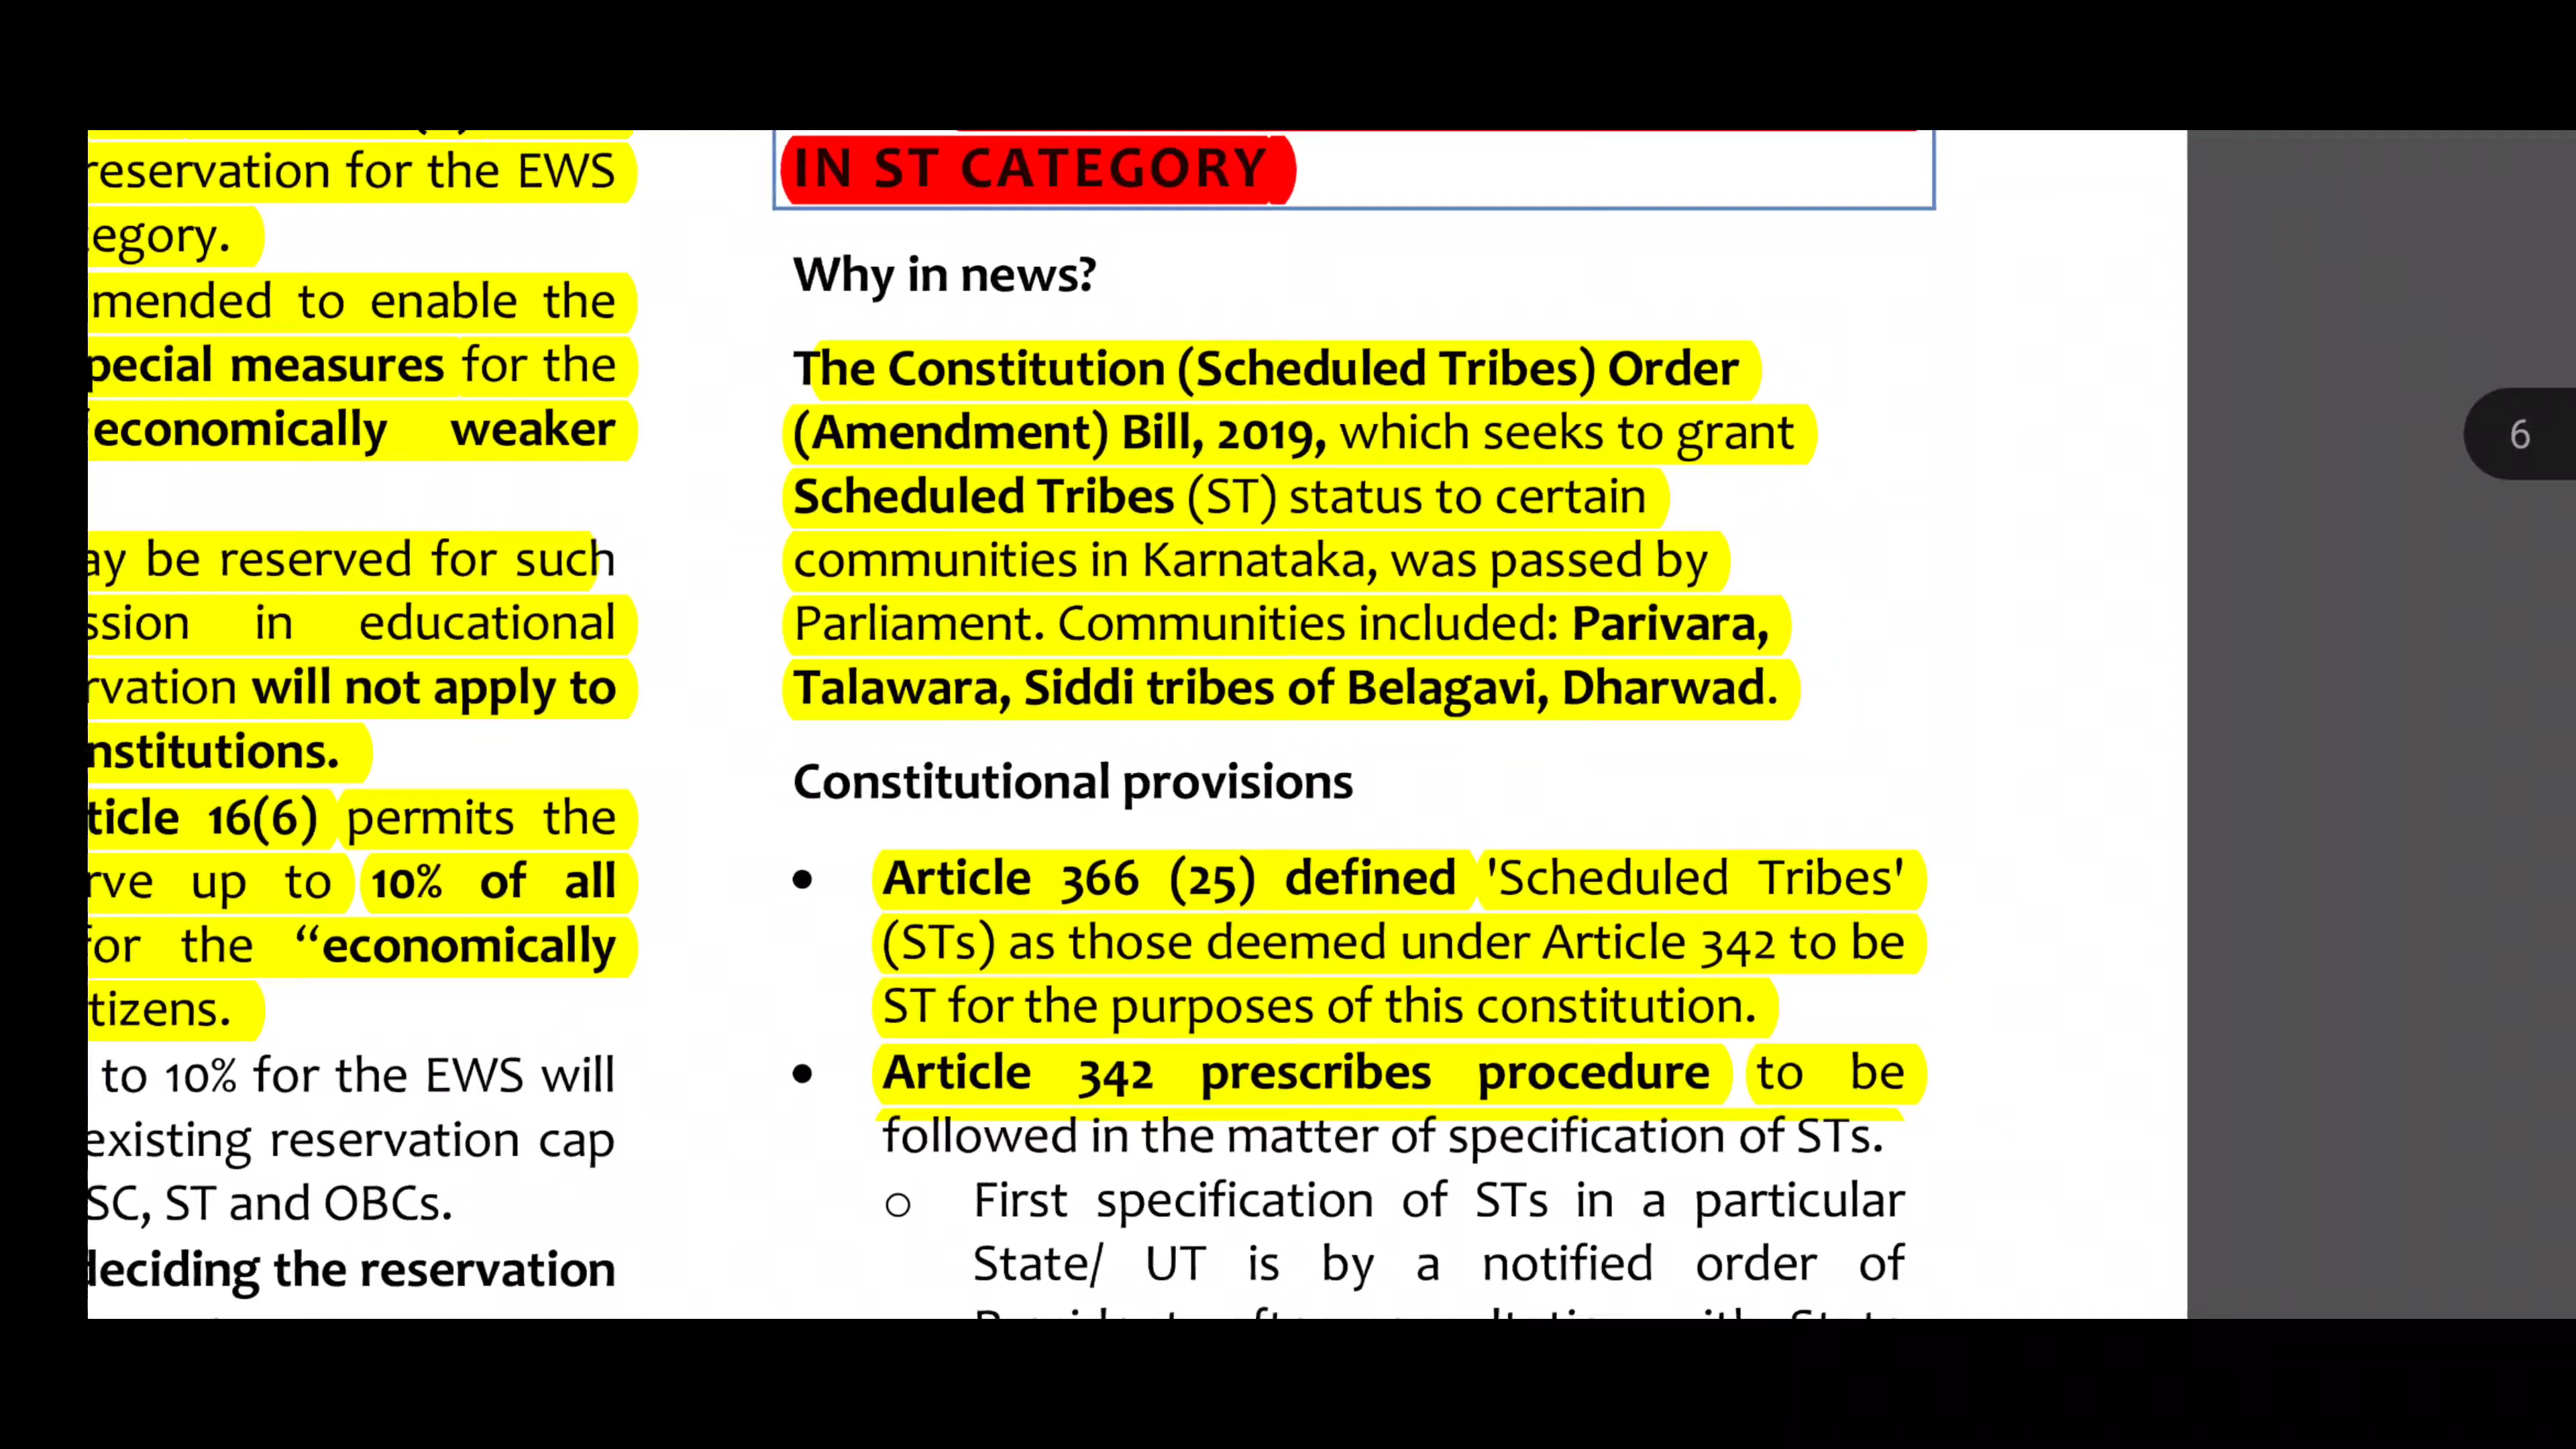 reservation for the EWS
egory.
mended to enable the
pecial measures for the
economically weaker
ay be reserved for such
ssion in educational
rvation will not apply to
nstitutions.
ticle 16(6) permits the
rve up to 10% of all
for the “economically
tizens.
to 10% for the EWS will
existing reservation cap
SC, ST and OBCs.
deciding the reservation
IN ST CATEGORY
Why in news?
The Constitution (Scheduled Tribes) Order
(Amendment) Bill, 2019, which seeks to grant
Scheduled Tribes (ST) status to certain
communities in Karnataka, was passed by
Parliament. Communities included: Parivara,
Talawara, Siddi tribes of Belagavi, Dharwad.
Constitutional provisions
• Article 366 (25) defined 'Scheduled Tribes'
(STs) as those deemed under Article 342 to be
ST for the purposes of this constitution.
• Article 342 prescribes procedure to be
followed in the matter of specification of STs.
o First specification of STs in a particular
State/ UT is by a notified order of
6